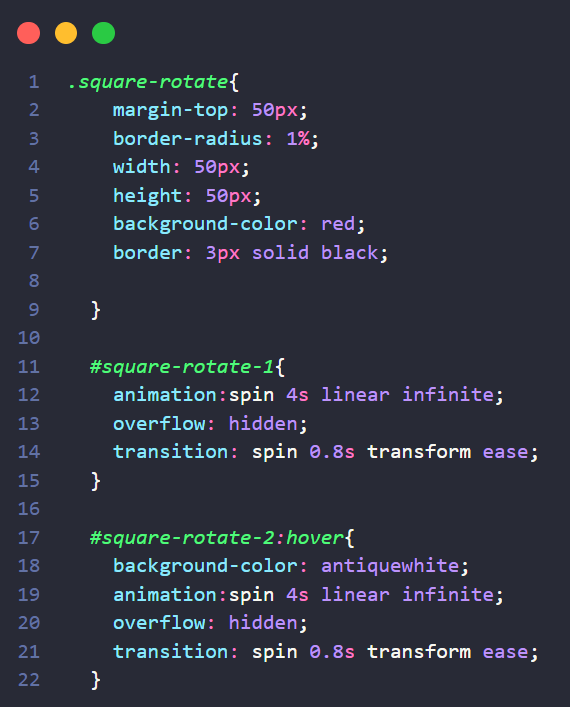 1 .square-rotate{
2 margin-top: 50px;
3 border-radius: 1%;
4 width: 50px;
5 height: 50px;
6 background-color: red;
7 border: 3px solid black;
8
9 }
10
11 #square-rotate-1{
12 animation:spin 4s linear infinite;
13 overflow: hidden;
14 transition: spin 0.8s transform ease;
15 }
16
17 #square-rotate-2:hover{
18 background-color: antiquewhite;
19 animation:spin 4s linear infinite;
20 overflow: hidden;
21 transition: spin 0.8s transform ease;
22 }